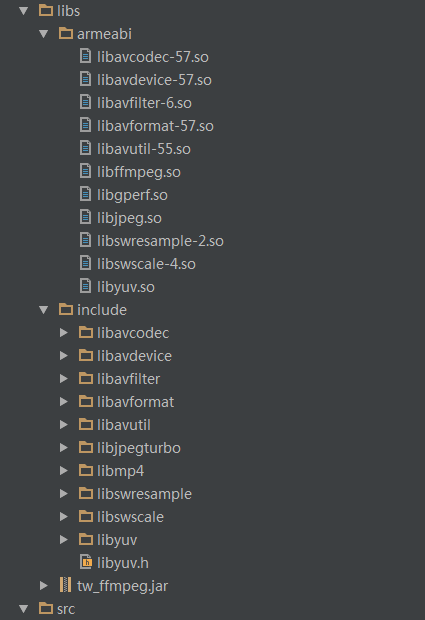 libs
armeabi
libavcodec-57.so
libavdevice-57.so
libavfilter-6.so
libavformat-57.so
libavutil-55.so
libffmpeg.so
libgperf.so
libjpeg.so
libswresample-2.so
libswscale-4.so
libyuv.so
include
libavcodec
libavdevice
libavfilter
libavformat
libavutil
libjpegturbo
libmp4
libswresample
libswscale
libyuv
libyuv.h
tw_ffmpeg.jar
src